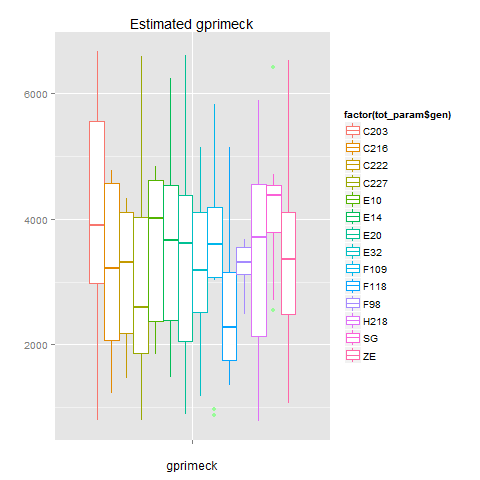 Estimated gprimeck
6000
4000
2000
gprimeck
factor(tot_param$gen)
C203
C216
C222
C227
E10
E14
E20
E32
F109
F118
F98
H218
SG
ZE